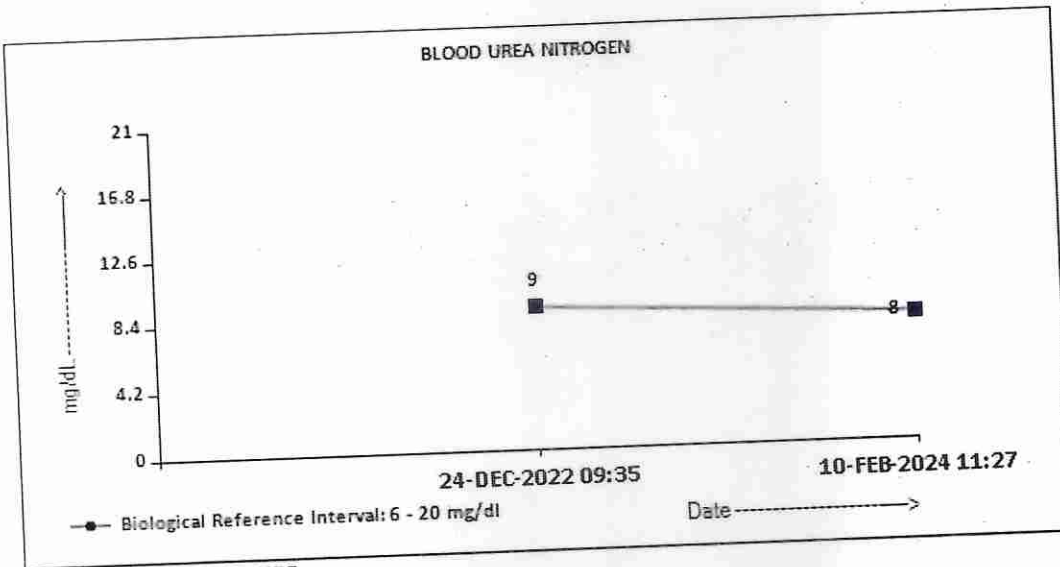 BLOOD UREA NITROGEN
21
16.8
12.6
8.4
4.2
0
mg/dL
9
8
24-DEC-2022 09:35
10-FEB-2024 11:27
Biological Reference Interval: 6 - 20 mg/dl
Date